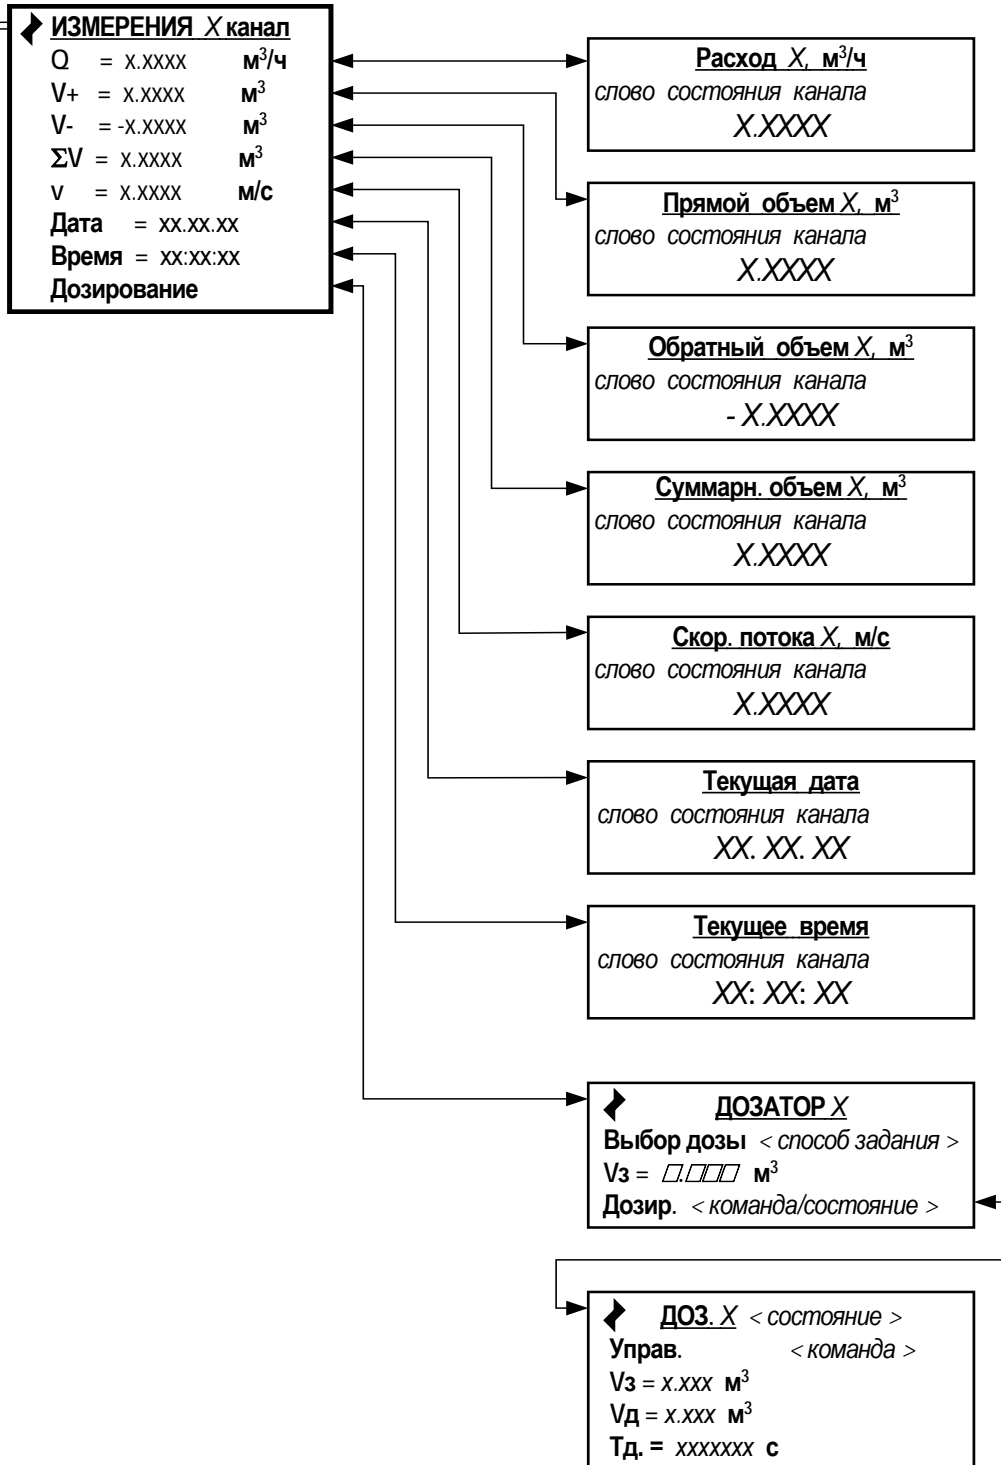 ИЗМЕРЕНИЯ X канал
Q = x.xxxx м³/ч
V+ = x.xxxx м³
V- = -x.xxxx м³
ΣV = x.xxxx м³
v = x.xxxx м/с
Дата = xx.xx.xx
Время = xx:xx:xx
Дозирование
Расход X, м³/ч
слово состояния канала
X.XXXX
Прямой объем X, м³
слово состояния канала
X.XXXX
Обратный объем X, м³
слово состояния канала
- X.XXXX
Суммарн. объем X, м³
слово состояния канала
X.XXXX
Скор. потока X, м/с
слово состояния канала
X.XXXX
Текущая дата
слово состояния канала
XX. XX. XX
Текущее время
слово состояния канала
XX: XX: XX
ДОЗАТОР X
Выбор дозы < способ задания >
Vз = □.□□□ м³
Дозир. < команда/состояние >
ДОЗ. X < состояние >
Управ. < команда >
Vз = x.xxx м³
Vд = x.xxx м³
Тд. = xxxxxxx с